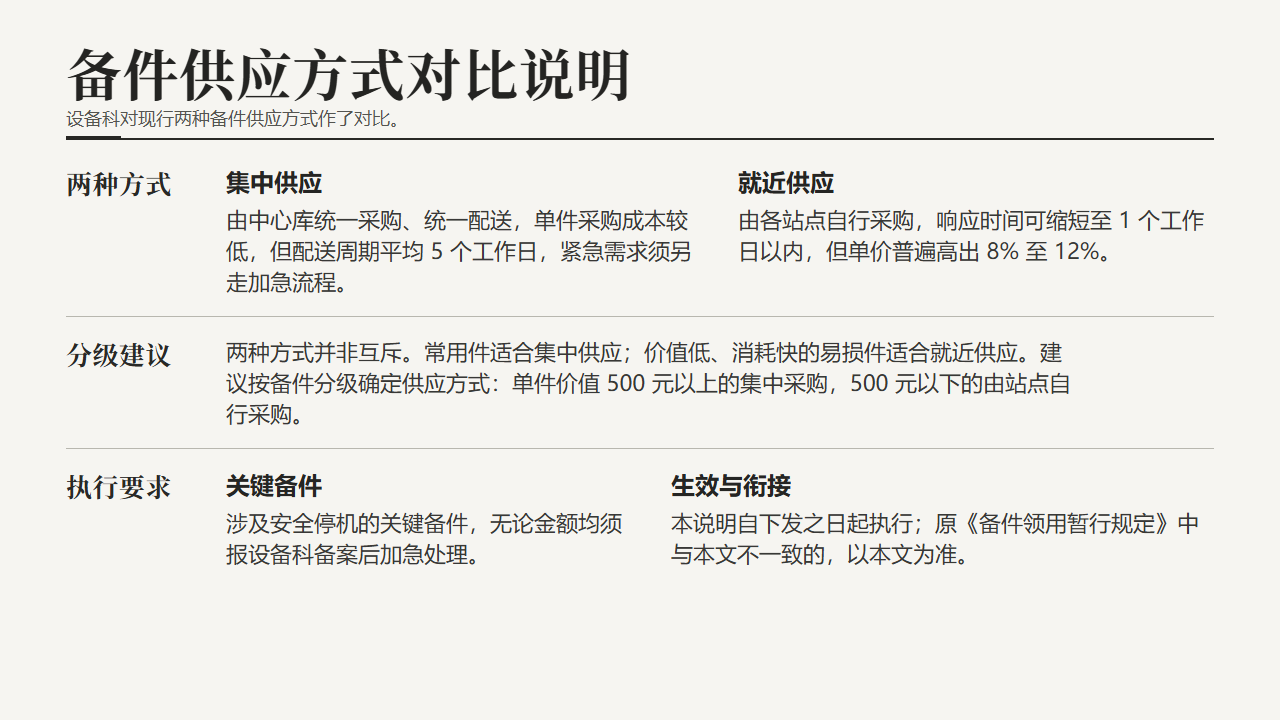 备件供应方式对比说明
设备科对现行两种备件供应方式作了对比。
两种方式
集中供应
由中心库统一采购、统一配送，单件采购成本较
低，但配送周期平均 5 个工作日，紧急需求须另
走加急流程。
就近供应
由各站点自行采购，响应时间可缩短至 1 个工作
日以内，但单价普遍高出 8% 至 12%。
分级建议
两种方式并非互斥。常用件适合集中供应；价值低、消耗快的易损件适合就近供应。建
议按备件分级确定供应方式：单件价值 500 元以上的集中采购，500 元以下的由站点自
行采购。
执行要求
关键备件
涉及安全停机的关键备件，无论金额均须
报设备科备案后加急处理。
生效与衔接
本说明自下发之日起执行；原《备件领用暂行规定》中
与本文不一致的，以本文为准。